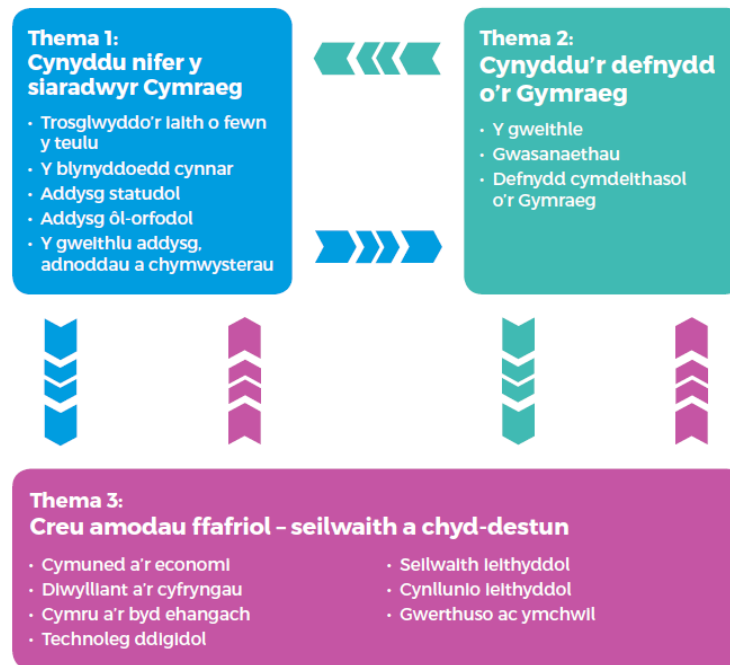 Thema 1:
Cynyddu nifer y
siaradwyr Cymraeg
• Trosglwyddo'r iaith o fewn
y teulu
• Y blynyddoedd cynnar
• Addysg statudol
• Addysg ôl-orfodol
• Y gweithlu addysg,
adnoddau a chymwysterau
Thema 2:
Cynyddu'r defnydd
o'r Gymraeg
• Y gweithle
• Gwasanaethau
• Defnydd cymdeithasol
o'r Gymraeg
Thema 3:
Creu amodau ffafriol – seilwaith a chyd-destun
• Cymuned a'r economi
• Diwylliant a'r cyfryngau
• Cymru a'r byd ehangach
• Technoleg ddigidol
• Seilwaith ieithyddol
• Cynllunio ieithyddol
• Gwerthuso ac ymchwil